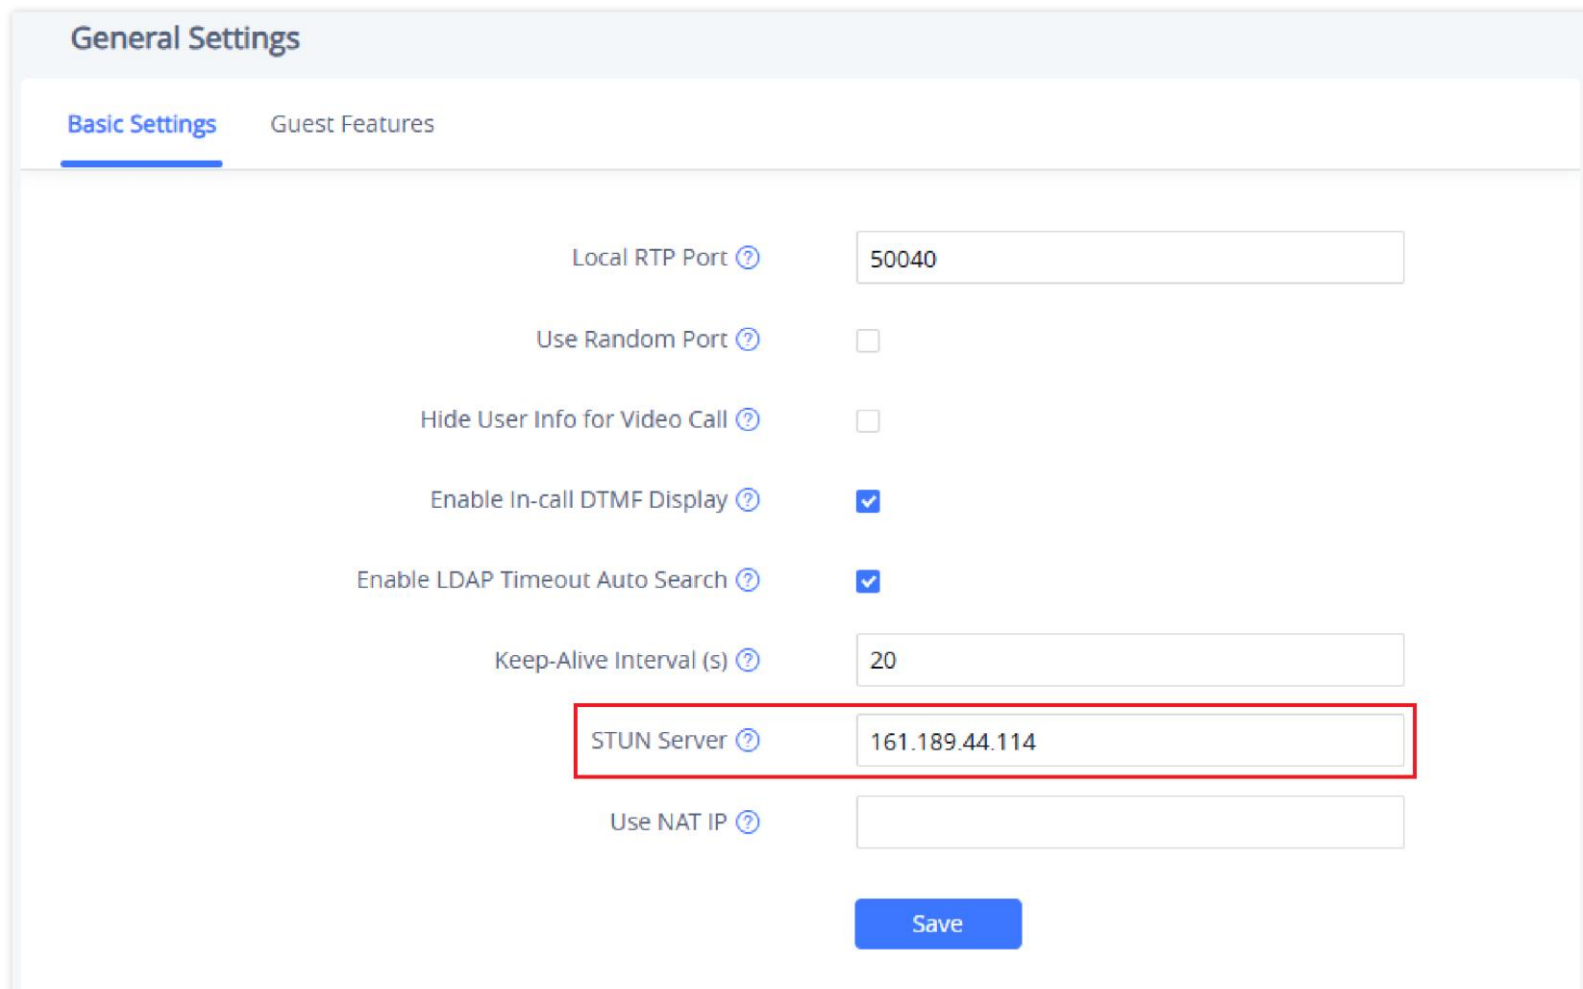 General Settings
Basic Settings Guest Features
Local RTP Port ? 50040
Use Random Port ?
Hide User Info for Video Call ?
Enable In-call DTMF Display ?
Enable LDAP Timeout Auto Search ?
Keep-Alive Interval (s) ? 20
STUN Server ? 161.189.44.114
Use NAT IP ?
Save